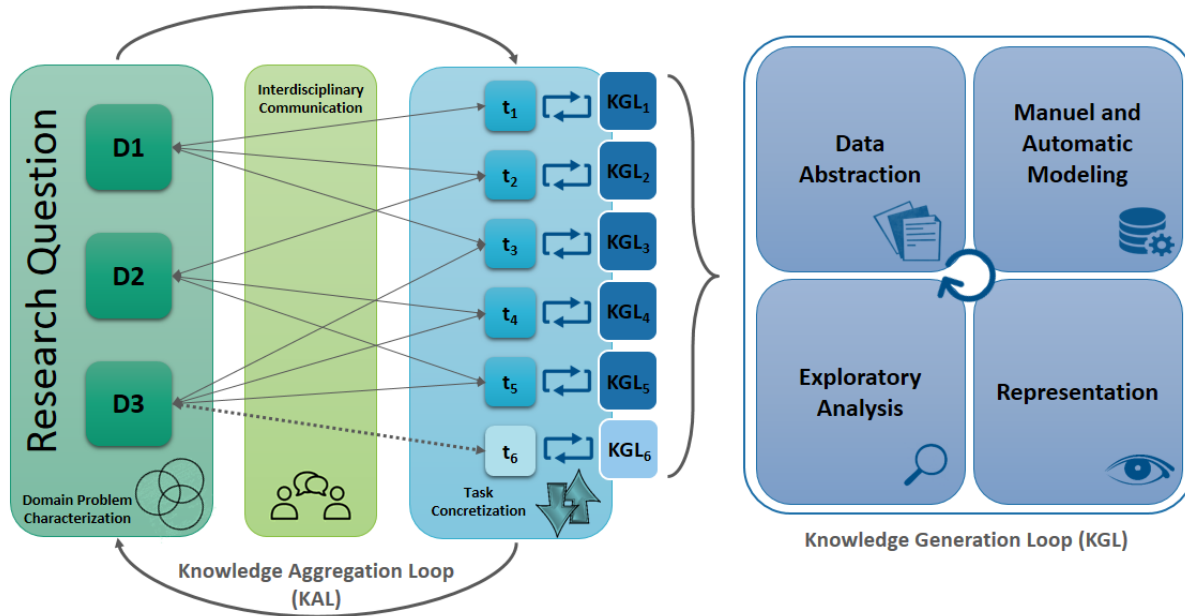 Research Question
D1
D2
D3
Domain Problem
Characterization
Interdisciplinary
Communication
t1
t2
t3
t4
t5
t6
Task
Concretization
KGL1
KGL2
KGL3
KGL4
KGL5
KGL6
Knowledge Aggregation Loop
(KAL)
Data
Abstraction
Manuel and
Automatic
Modeling
Exploratory
Analysis
Representation
Knowledge Generation Loop (KGL)